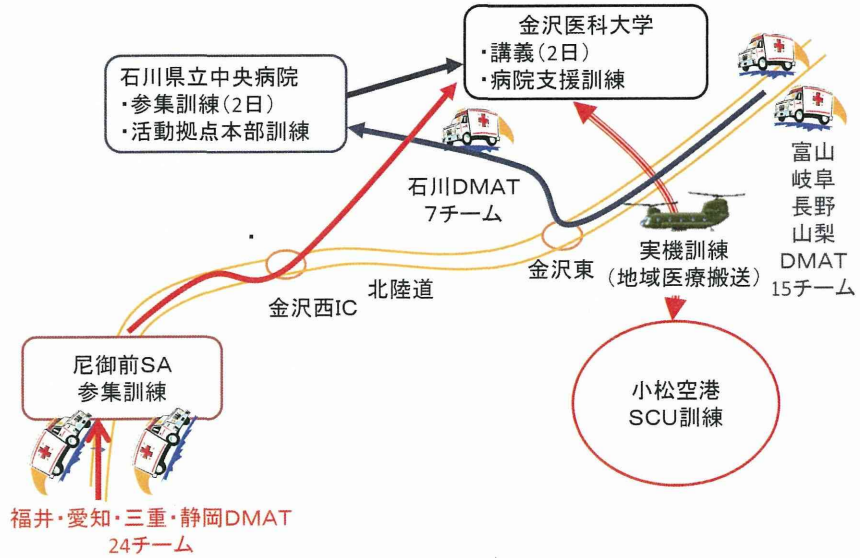 金沢医科大学
・講義(2日)
・病院支援訓練
石川県立中央病院
・参集訓練(2日)
・活動拠点本部訓練
富山
岐阜
長野
山梨
DMAT
15チーム
石川DMAT
7チーム
実機訓練
(地域医療搬送)
金沢東
北陸道
金沢西IC
尼御前SA
参集訓練
小松空港
SCU訓練
福井・愛知・三重・静岡DMAT
24チーム